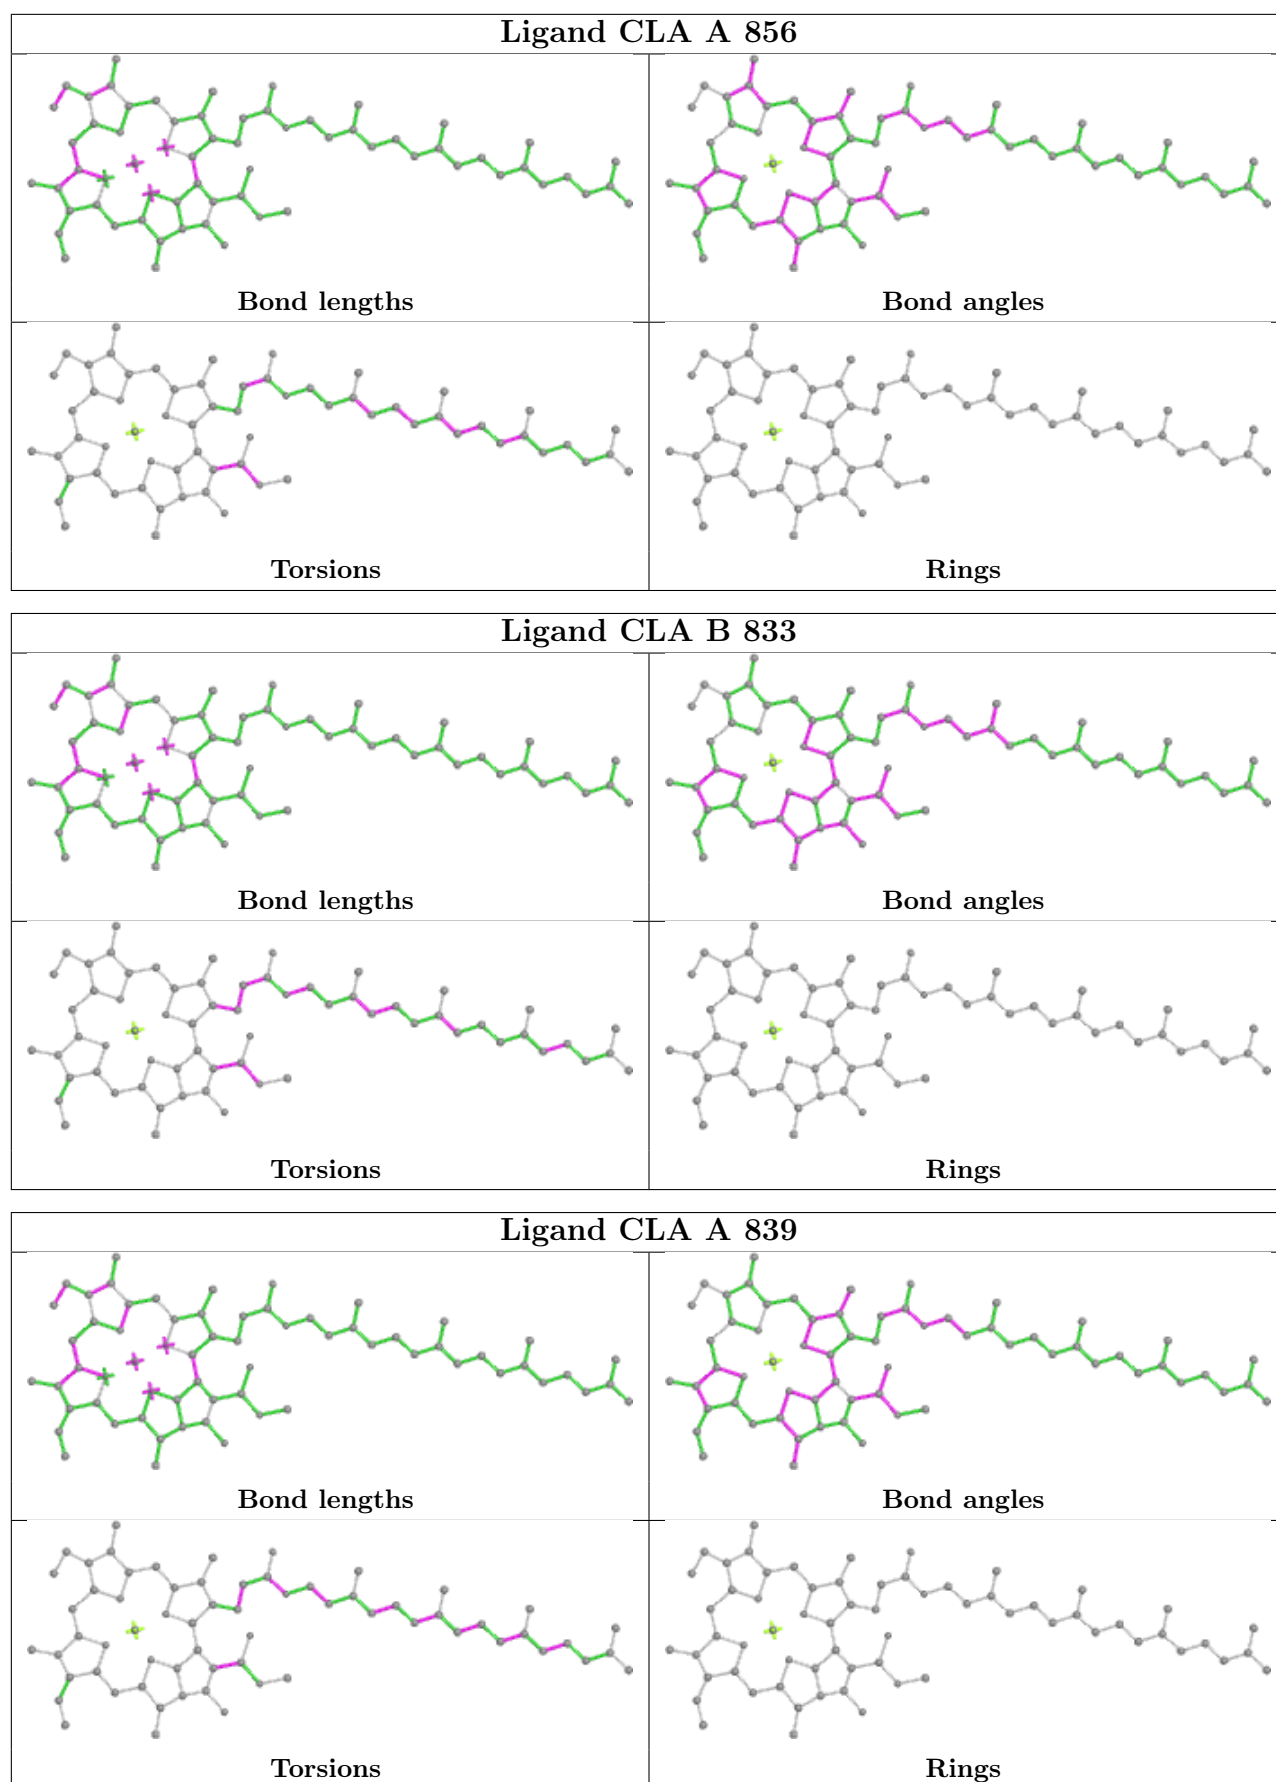 Ligand CLA A 856
Bond lengths
Bond angles
Torsions
Rings
Ligand CLA B 833
Bond lengths
Bond angles
Torsions
Rings
Ligand CLA A 839
Bond lengths
Bond angles
Torsions
Rings